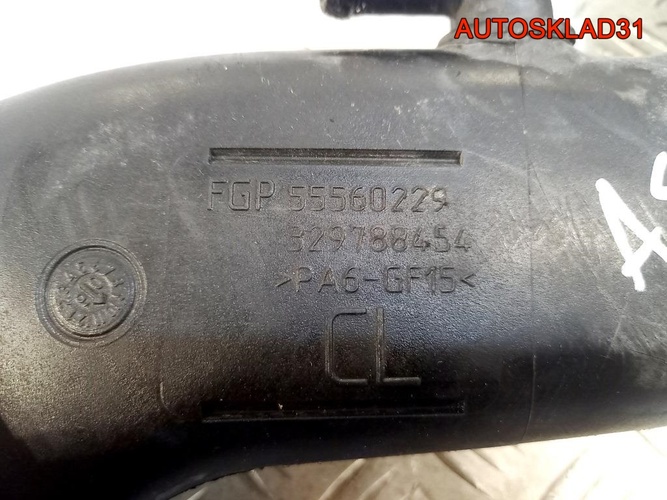 AUTOSKLAD31
FGP 55560229
329788454
>PA6-GF15<
CL